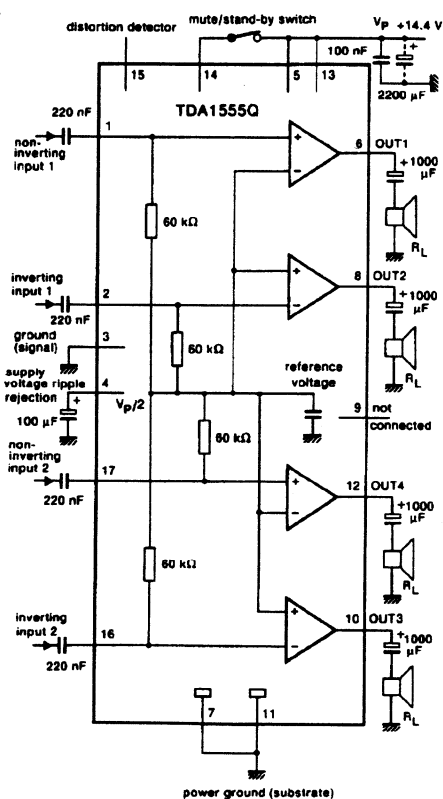 distortion detector
mute/stand-by switch
Vp +14.4 V
100 nF
+
2200 µF
15
14
5
13
TDA1555Q
220 nF
1
non-
inverting
input 1
+
-
6
OUT1
+1000
µF
RL
60 kΩ
inverting
input 1
2
220 nF
+
-
8
OUT2
+1000
µF
RL
60 kΩ
ground
(signal)
3
supply
voltage ripple
rejection
4
+
100 µF
Vp/2
reference
voltage
9
not
connected
60 kΩ
non-
inverting
input 2
17
220 nF
+
-
12
OUT4
+1000
µF
RL
60 kΩ
inverting
input 2
16
220 nF
+
-
10
OUT3
+1000
µF
RL
7
11
power ground (substrate)